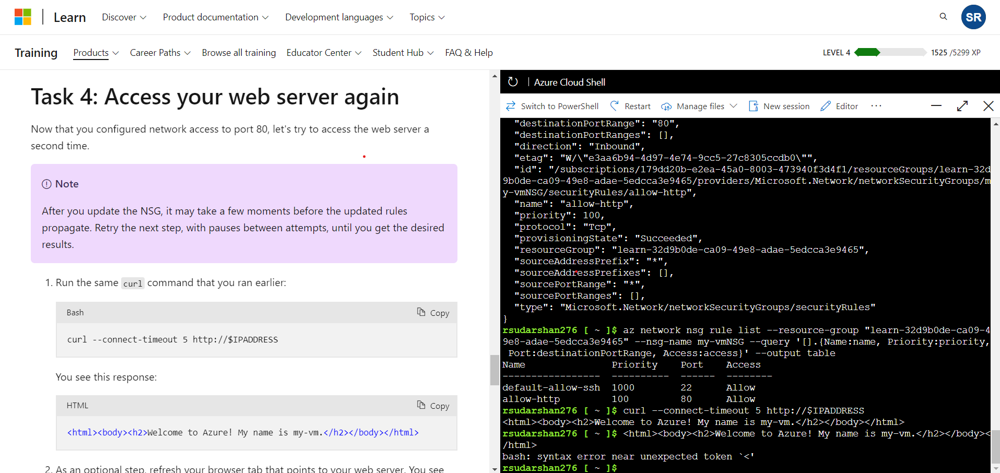 Learn Discover Product documentation Development languages Topics SR
Training Products Career Paths Browse all training Educator Center Student Hub FAQ & Help LEVEL 4 1525 /5299 XP
Task 4: Access your web server again
Now that you configured network access to port 80, let's try to access the web server a
second time.
Note
After you update the NSG, it may take a few moments before the updated rules
propagate. Retry the next step, with pauses between attempts, until you get the desired
results.
1. Run the same curl command that you ran earlier:
Bash Copy
curl --connect-timeout 5 http://$IPADDRESS
You see this response:
HTML Copy
<html><body><h2>Welcome to Azure! My name is my-vm.</h2></body></html>
2. As an optional step, refresh your browser tab that points to your web server. You see
Azure Cloud Shell
Switch to PowerShell Restart Manage files New session Editor ...
"destinationPortRange": "80",
"destinationPortRanges": [],
"direction": "Inbound",
"etag": "W/\"e3aa6b94-4d97-4e74-9cc5-27c8305ccdb0\"",
"id": "/subscriptions/179dd20b-e2ea-45a0-8003-473940f3d4f1/resourceGroups/learn-32d
9b0de-ca09-49e8-adae-5edcca3e9465/providers/Microsoft.Network/networkSecurityGroups/m
y-vmNSG/securityRules/allow-http",
"name": "allow-http",
"priority": 100,
"protocol": "Tcp",
"provisioningState": "Succeeded",
"resourceGroup": "learn-32d9b0de-ca09-49e8-adae-5edcca3e9465",
"sourceAddressPrefix": "*",
"sourceAddressPrefixes": [],
"sourcePortRange": "*",
"sourcePortRanges": [],
"type": "Microsoft.Network/networkSecurityGroups/securityRules"
}
rsudarshan276 [ ~ ]$ az network nsg rule list --resource-group "learn-32d9b0de-ca09-4
9e8-adae-5edcca3e9465" --nsg-name my-vmNSG --query '[].{Name:name, Priority:priority,
Port:destinationPortRange, Access:access}' --output table
Name Priority Port Access
----------------- ---------- ------ --------
default-allow-ssh 1000 22 Allow
allow-http 100 80 Allow
rsudarshan276 [ ~ ]$ curl --connect-timeout 5 http://$IPADDRESS
<html><body><h2>Welcome to Azure! My name is my-vm.</h2></body></html>
rsudarshan276 [ ~ ]$ <html><body><h2>Welcome to Azure! My name is my-vm.</h2></body><
/html>
bash: syntax error near unexpected token `<'
rsudarshan276 [ ~ ]$